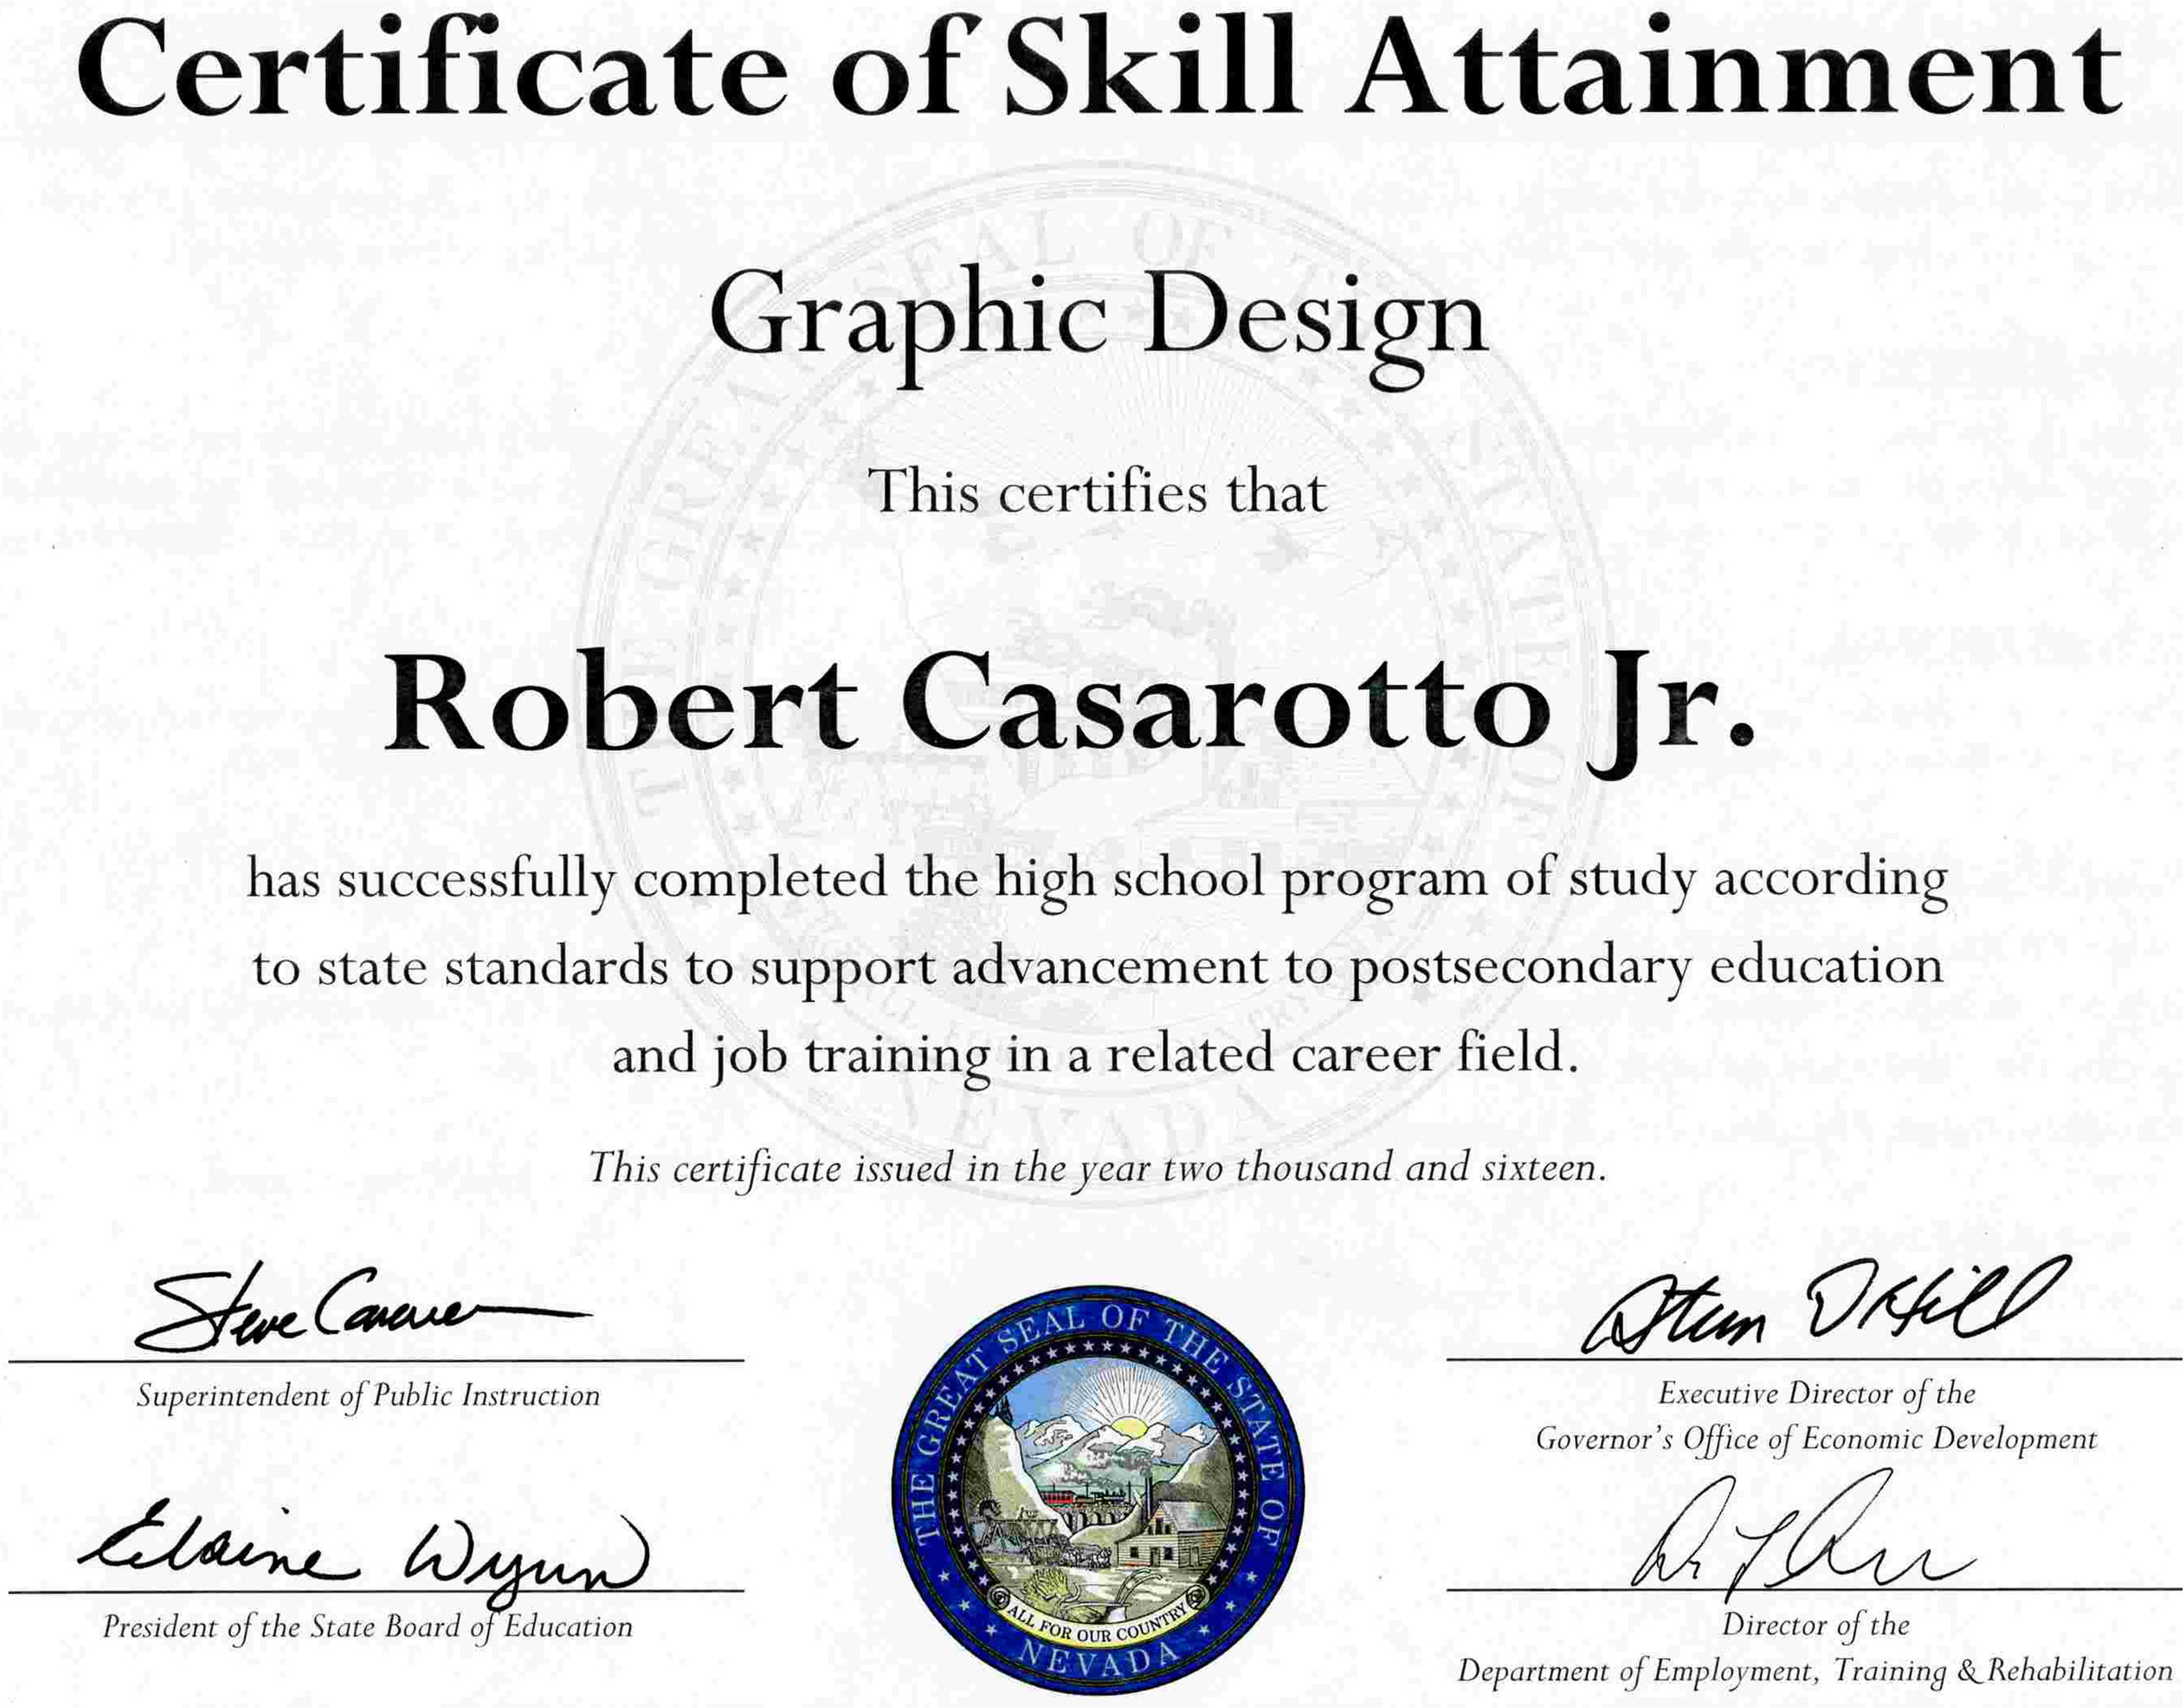 Certificate of Skill Attainment
Graphic Design
This certifies that
Robert Casarotto Jr.
has successfully completed the high school program of study according
to state standards to support advancement to postsecondary education
and job training in a related career field.
This certificate issued in the year two thousand and sixteen.
Steve Canavero
Superintendent of Public Instruction
Elaine Wynn
President of the State Board of Education
THE GREAT SEAL OF THE STATE OF
ALL FOR OUR COUNTRY
NEVADA
Executive Director of the
Governor's Office of Economic Development
Director of the
Department of Employment, Training & Rehabilitation